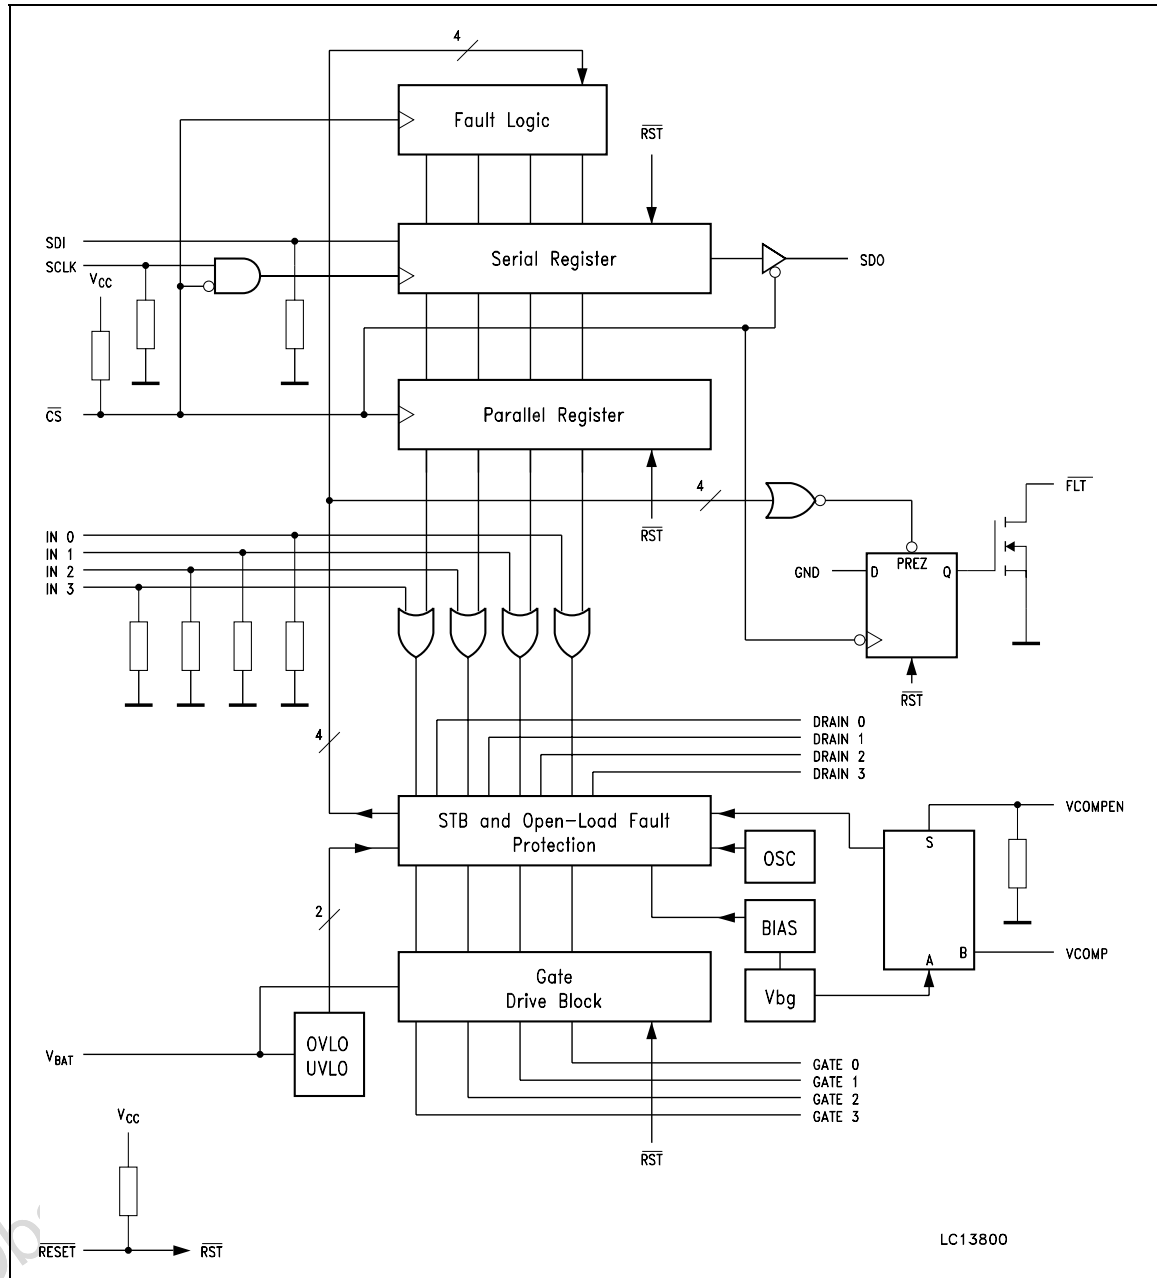 4
Fault Logic
RST
SDI
SCLK
VCC
Serial Register
SDO
CS
Parallel Register
4
FLT
RST
IN 0
IN 1
IN 2
IN 3
GND
D
PREZ
Q
RST
4
DRAIN 0
DRAIN 1
DRAIN 2
DRAIN 3
STB and Open-Load Fault
Protection
OSC
VCOMPEN
S
2
BIAS
A
B
VCOMP
Gate
Drive Block
Vbg
VBAT
OVLO
UVLO
GATE 0
GATE 1
GATE 2
GATE 3
RST
VCC
RESET
RST
LC13800